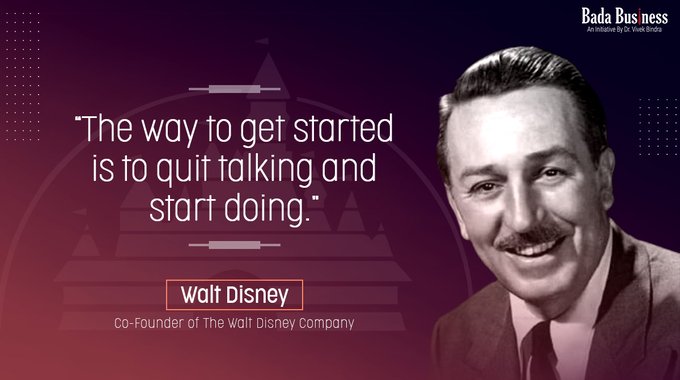 Bada Business
An Initiative By Dr. Vivek Bindra
"The way to get started
is to quit talking and
start doing."
Walt Disney
Co-Founder of The Walt Disney Company